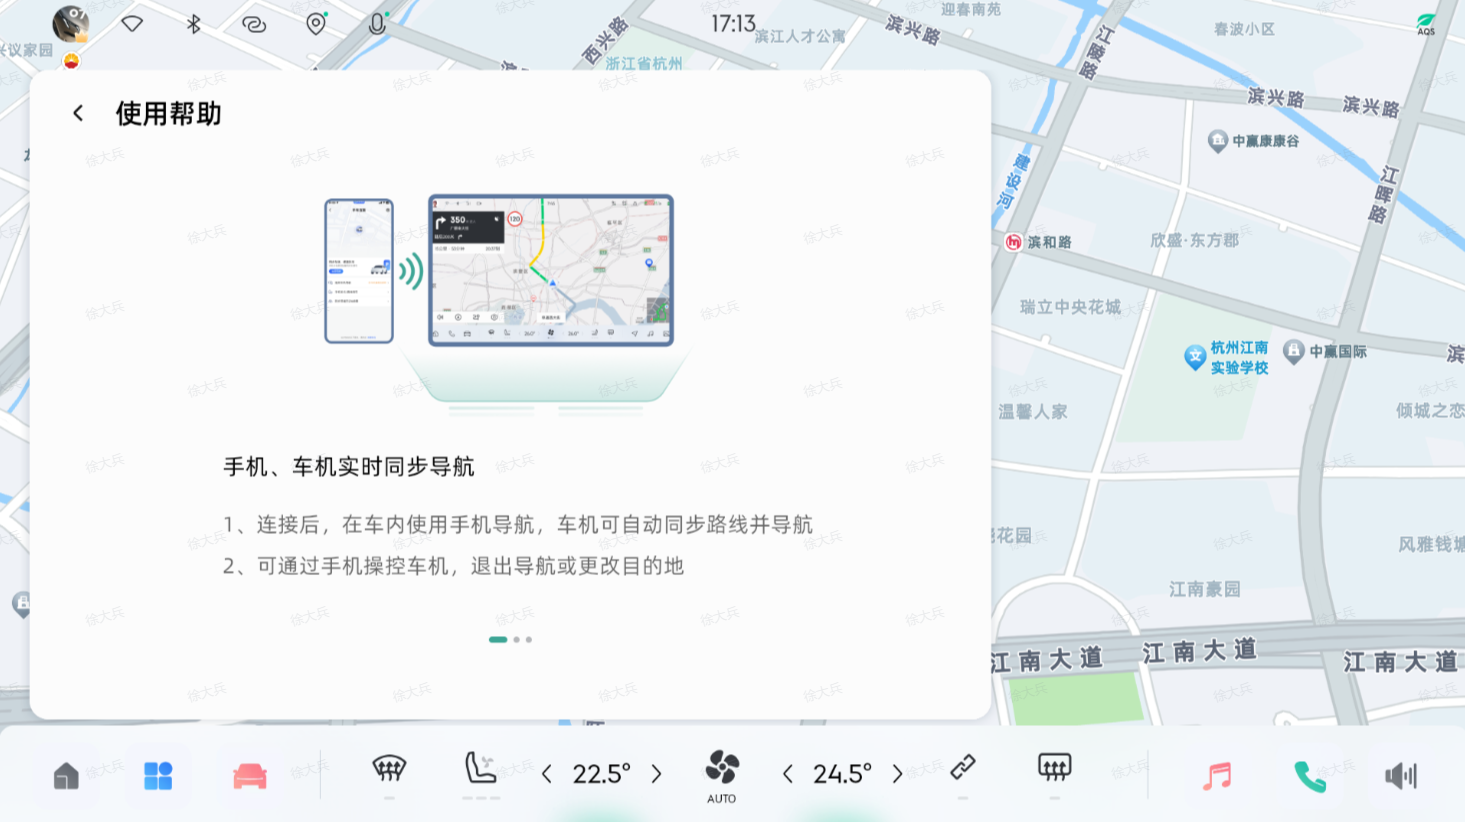 17:13
AQS
使用帮助
350
120
手机、车机实时同步导航
1、连接后，在车内使用手机导航，车机可自动同步路线并导航
2、可通过手机操控车机，退出导航或更改目的地
兴议家园
西兴路
浙江省杭州
滨江人才公寓
滨兴路
迎春南苑
江陵路
春波小区
滨兴路
滨兴路
中赢康康谷
建设河
江晖路
滨和路
欣盛·东方郡
瑞立中央花城
杭州江南
实验学校
中赢国际
滨
温馨人家
倾城之恋
花园
风雅钱塘
江南豪园
江南大道
江南大道
江南大道
22.5°
AUTO
24.5°
徐大兵